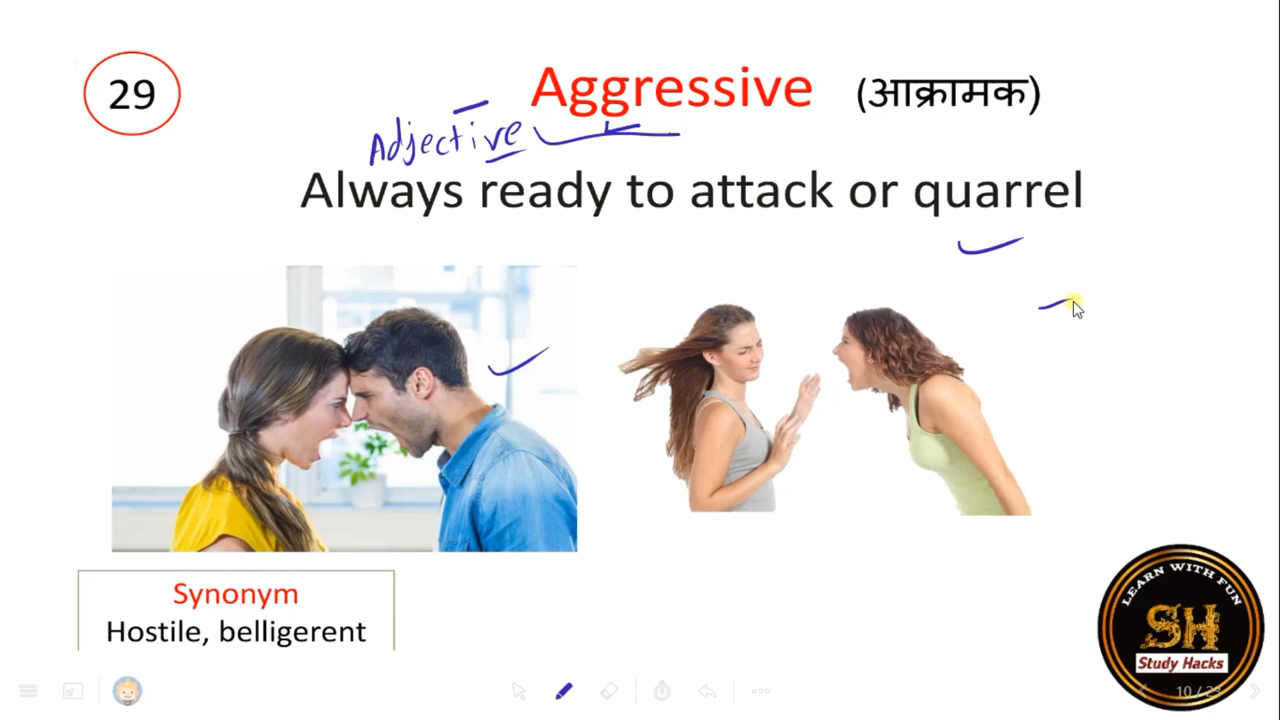 29
Aggressive (आक्रामक)
Adjective
Always ready to attack or quarrel
Synonym
Hostile, belligerent
LEARN WITH FUN
SH
Study Hacks